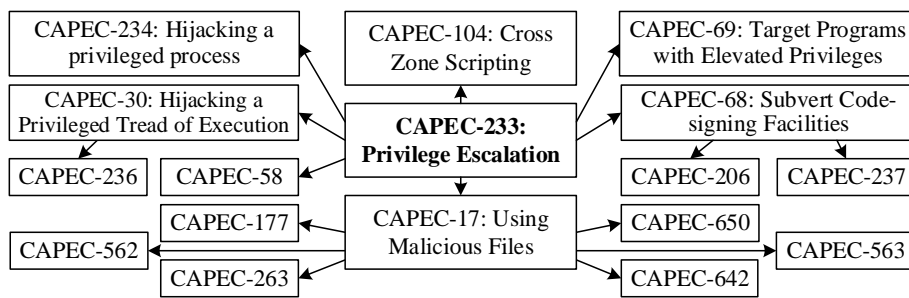 CAPEC-234: Hijacking a
privileged process
CAPEC-104: Cross
Zone Scripting
CAPEC-69: Target Programs
with Elevated Privileges
CAPEC-30: Hijacking a
Privileged Tread of Execution
CAPEC-233:
Privilege Escalation
CAPEC-68: Subvert Code-
signing Facilities
CAPEC-236
CAPEC-58
CAPEC-206
CAPEC-237
CAPEC-177
CAPEC-17: Using
Malicious Files
CAPEC-650
CAPEC-562
CAPEC-563
CAPEC-263
CAPEC-642